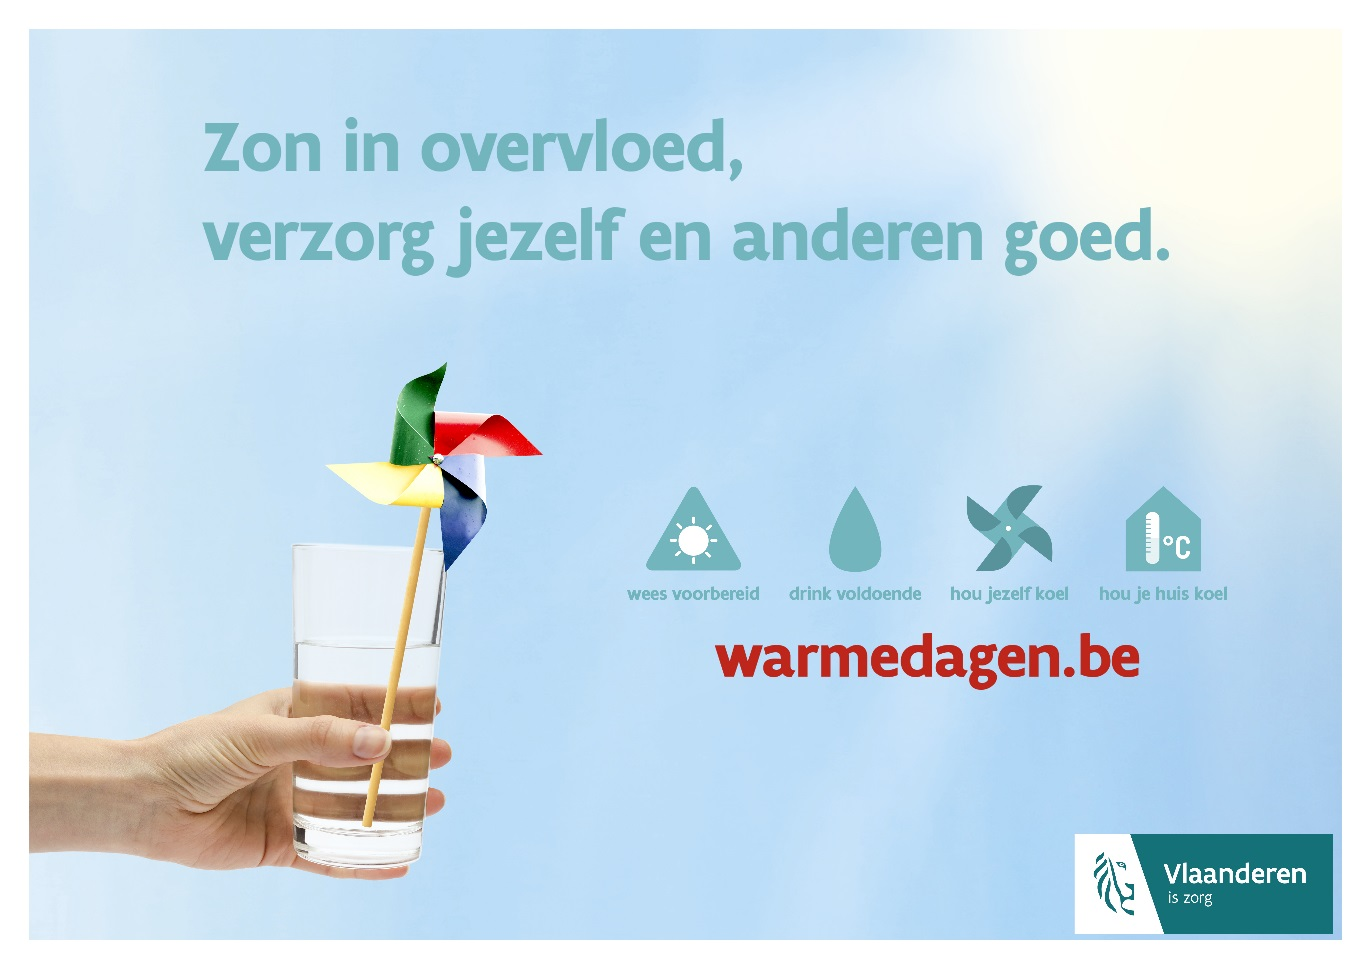 Zon in overvloed,
verzorg jezelf en anderen goed.
°C
wees voorbereid
drink voldoende
hou jezelf koel
hou je huis koel
warmedagen.be
Vlaanderen
is zorg